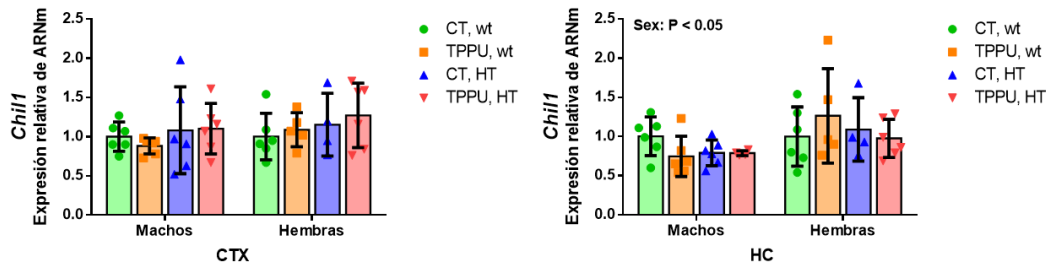 Chil1
Expresión relativa de ARNm
2.5
2.0
1.5
1.0
0.5
0.0
Machos
Hembras
CTX
CT, wt
TPPU, wt
CT, HT
TPPU, HT
Chil1
Expresión relativa de ARNm
2.5
2.0
1.5
1.0
0.5
0.0
Sex: P < 0.05
Machos
Hembras
HC
CT, wt
TPPU, wt
CT, HT
TPPU, HT